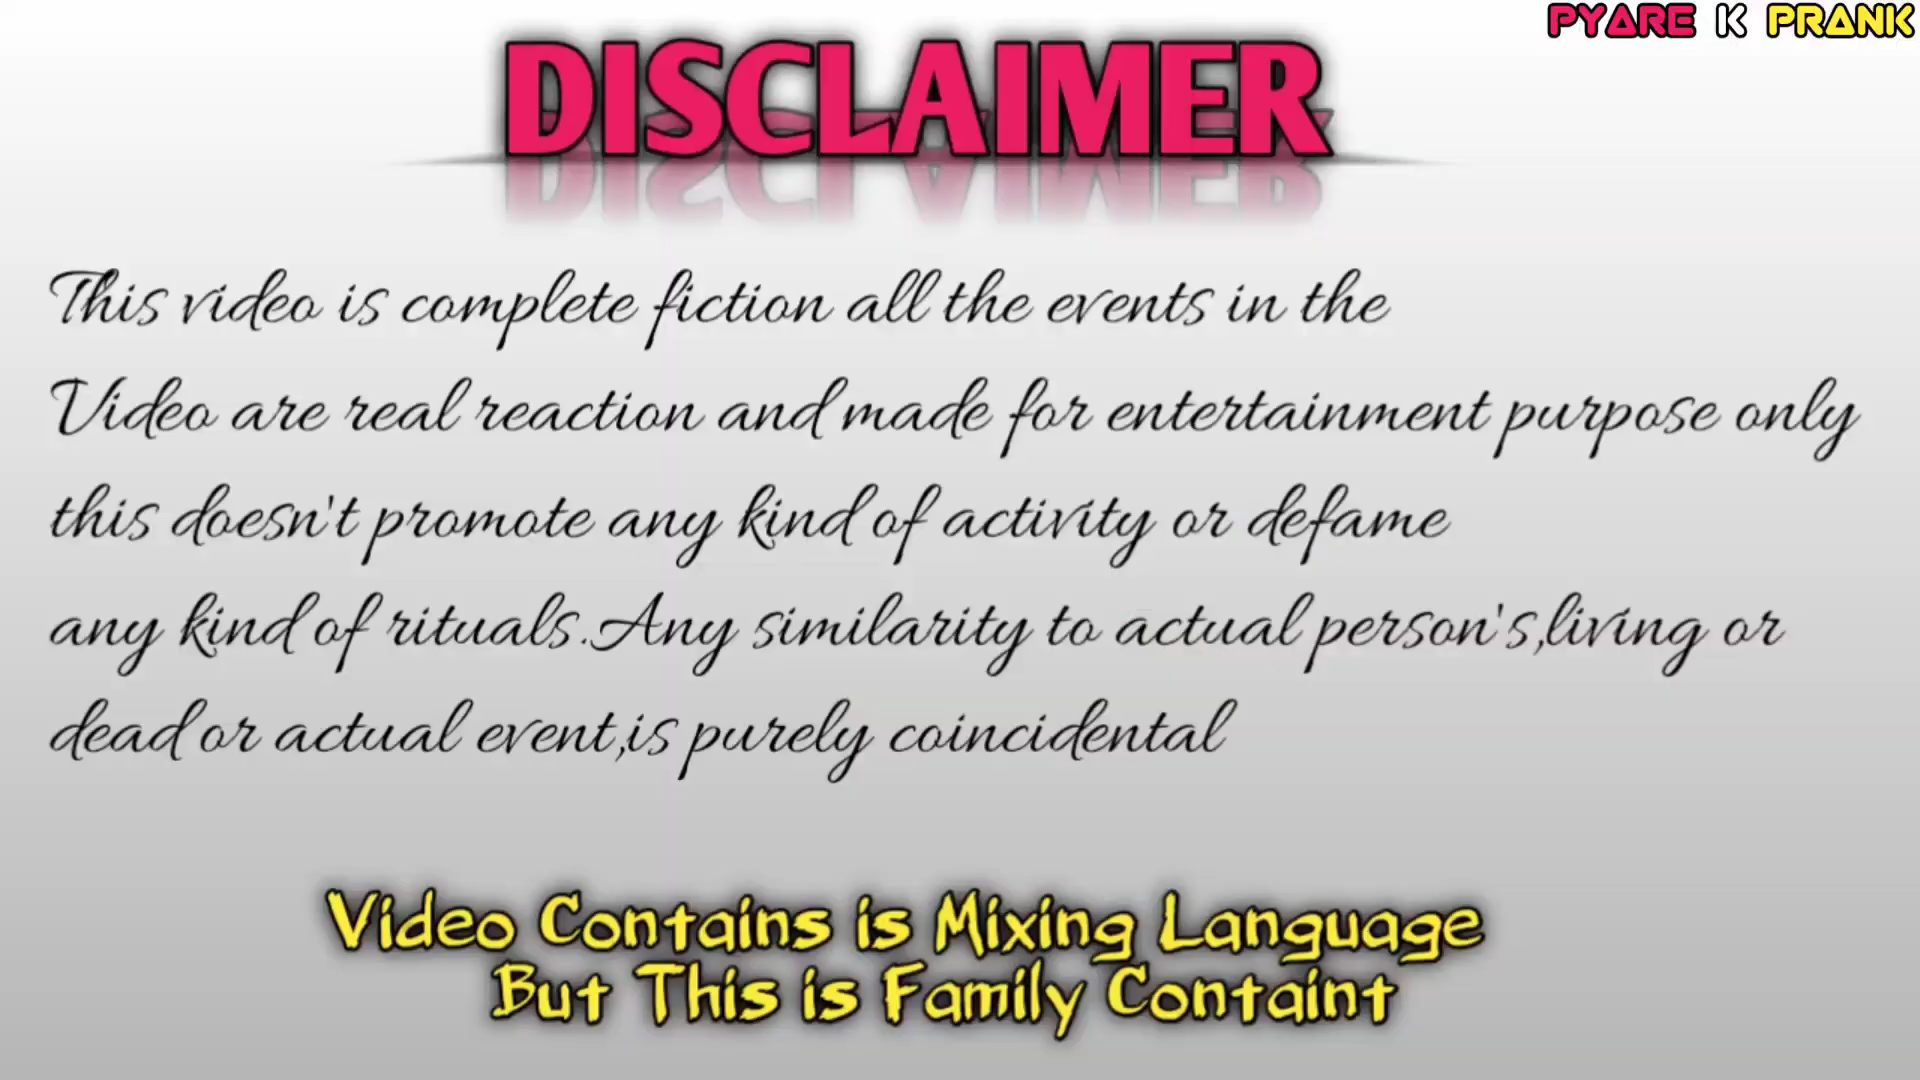 PYARE K PRANK
DISCLAIMER
This video is complete fiction all the events in the
Video are real reaction and made for entertainment purpose only
this doesn't promote any kind of activity or defame
any kind of rituals.Any similarity to actual person's,living or
dead or actual event,is purely coincidental
Video Contains is Mixing Language
But This is Family Containt